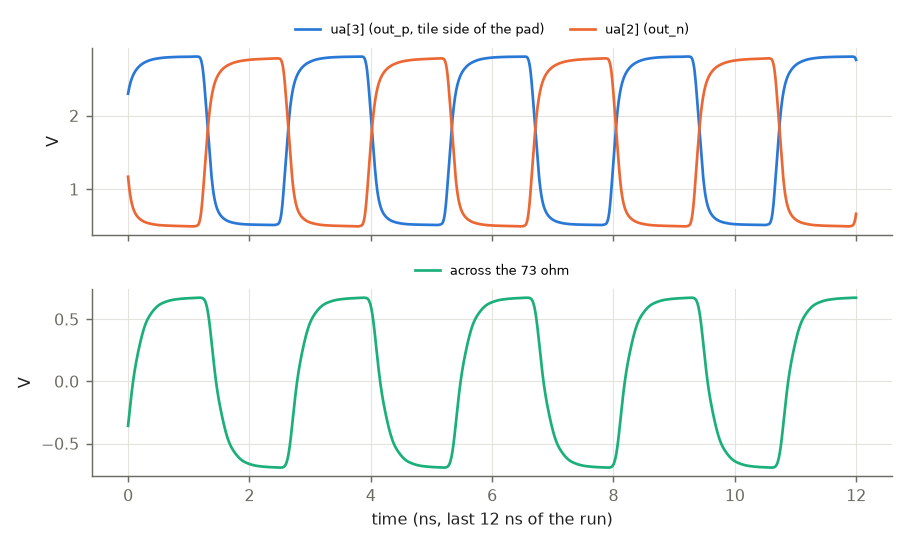 ua[3] (out_p, tile side of the pad) ua[2] (out_n)
2
V
1
across the 73 ohm
0.5
V
0.0
−0.5
0 2 4 6 8 10 12
time (ns, last 12 ns of the run)